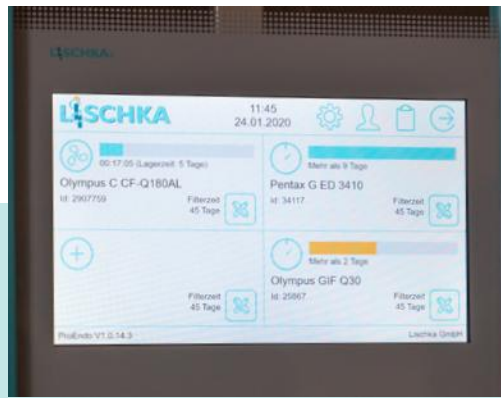 LISCHKA
LISCHKA
11:45
24.01.2020
00:17:05 (Lagerzeit: 5 Tage)
Olympus C CF-Q180AL
Id: 2907759
Filterzeit
45 Tage
Mehr als 9 Tage
Pentax G ED 3410
Id: 34117
Filterzeit
45 Tage
Filterzeit
45 Tage
Mehr als 2 Tage
Olympus GIF Q30
Id: 25867
Filterzeit
45 Tage
ProEndo V1.0.14.3
Lischka GmbH